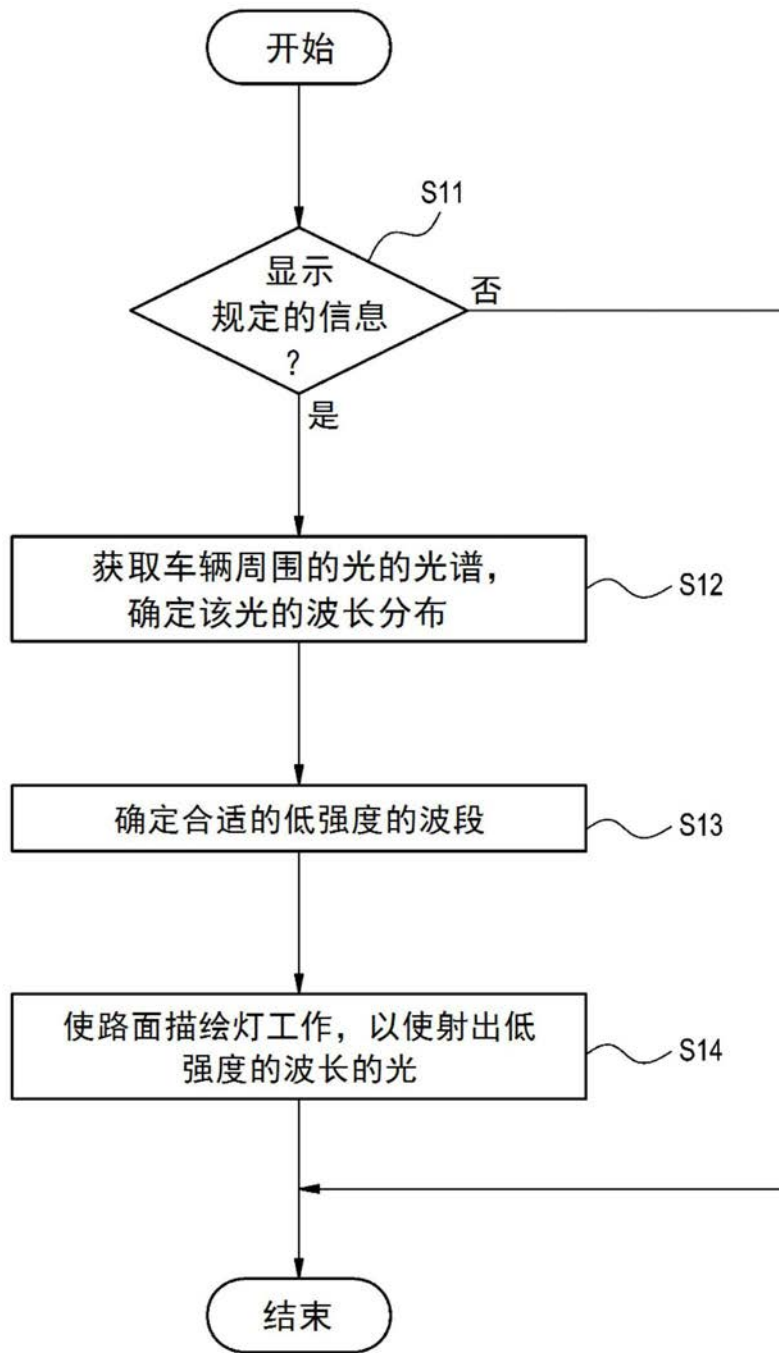 开始
S11
显示
规定的信息
?
否
是
获取车辆周围的光的光谱,
确定该光的波长分布
S12
确定合适的低强度的波段
S13
使路面描绘灯工作, 以使射出低
强度的波长的光
S14
结束